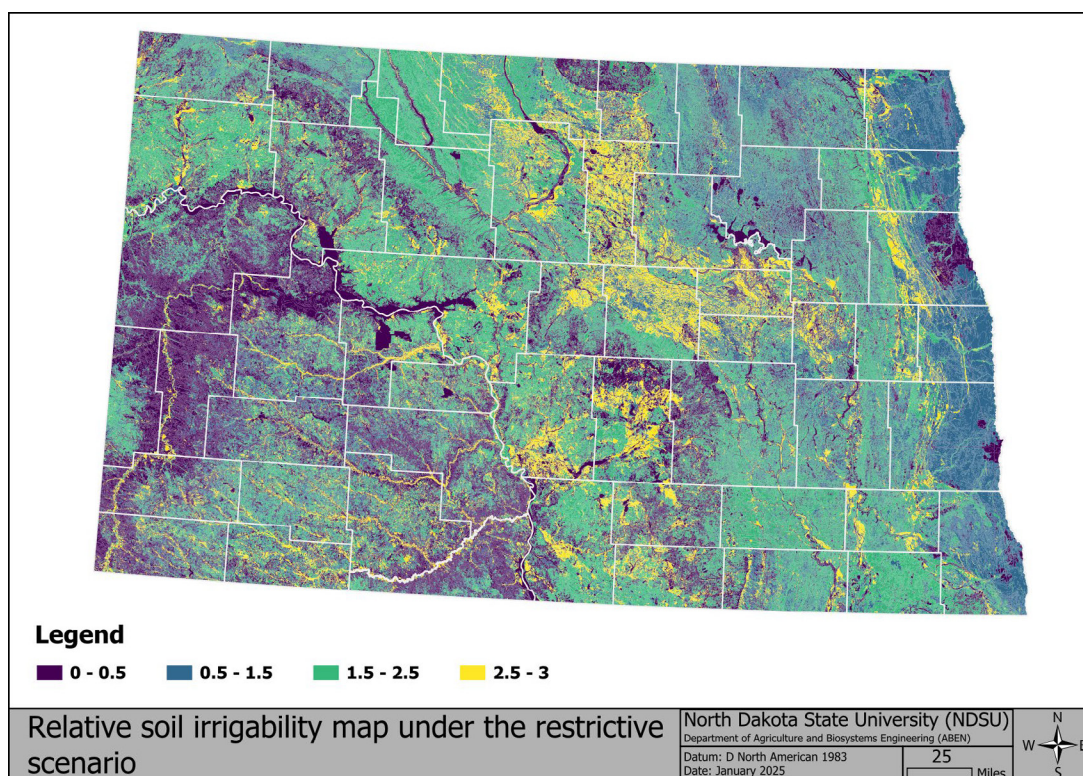 Legend
0 - 0.5 0.5 - 1.5 1.5 - 2.5 2.5 - 3
Relative soil irrigability map under the restrictive
scenario
North Dakota State University (NDSU)
Department of Agriculture and Biosystems Engineering (ABEN)
Datum: D North American 1983
Date: January 2025
25
Miles
N
W E
S